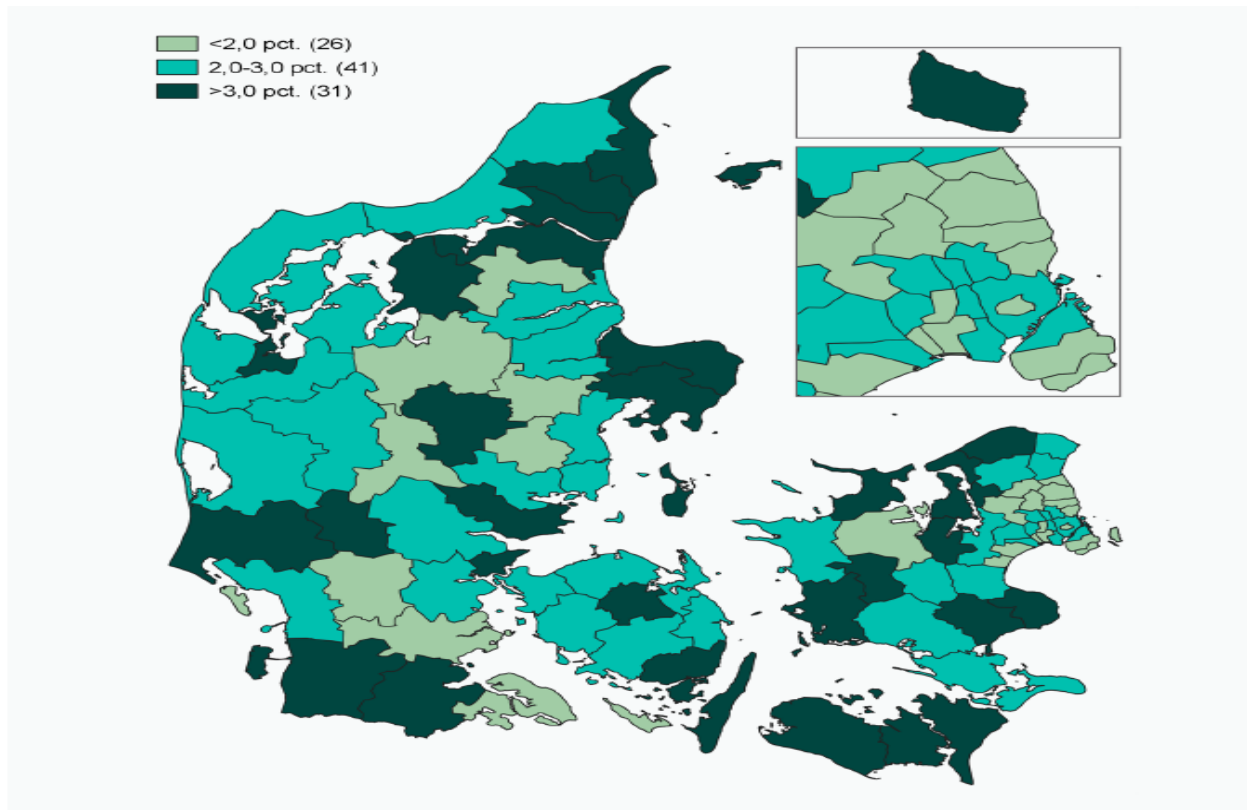 <2,0 pct. (26)
2,0-3,0 pct. (41)
>3,0 pct. (31)